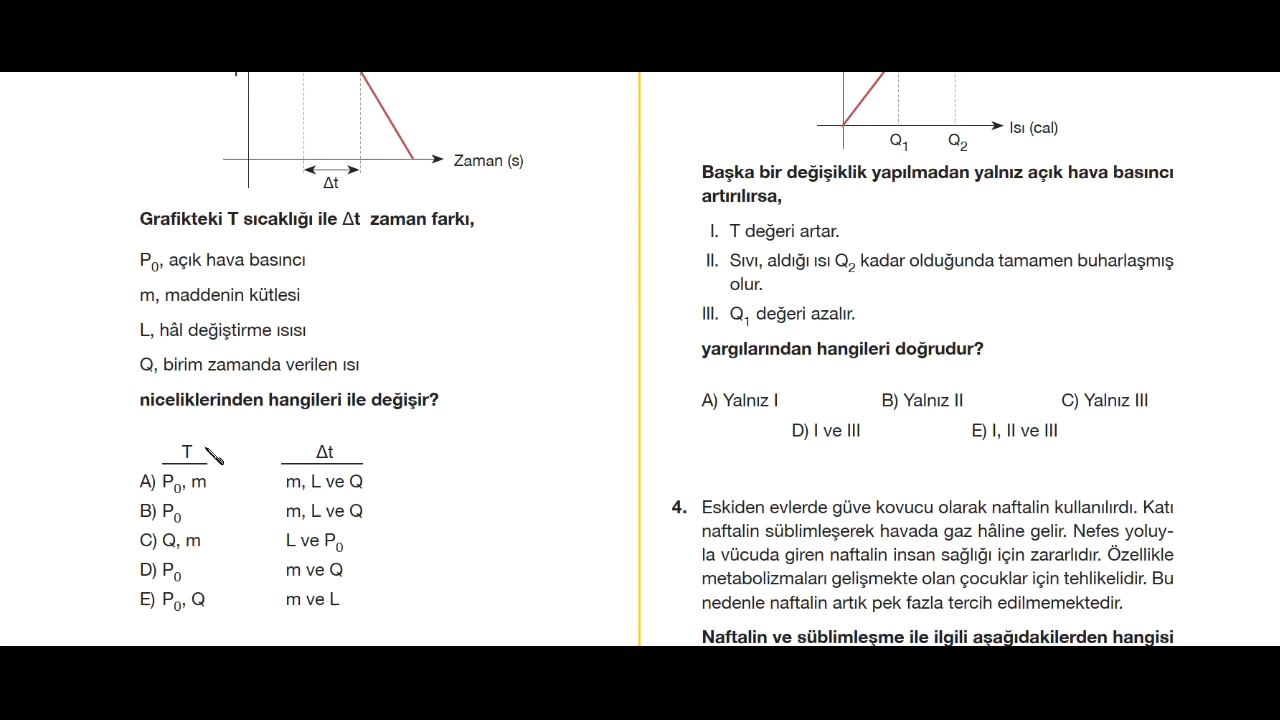 Zaman (s)
Δt
Grafikteki T sıcaklığı ile Δt zaman farkı,
P0, açık hava basıncı
m, maddenin kütlesi
L, hâl değiştirme ısısı
Q, birim zamanda verilen ısı
niceliklerinden hangileri ile değişir?
T Δt
A) P0, m m, L ve Q
B) P0 m, L ve Q
C) Q, m L ve P0
D) P0 m ve Q
E) P0, Q m ve L
Isı (cal)
Q1 Q2
Başka bir değişiklik yapılmadan yalnız açık hava basıncı
artırılırsa,
I. T değeri artar.
II. Sıvı, aldığı ısı Q2 kadar olduğunda tamamen buharlaşmış
olur.
III. Q1 değeri azalır.
yargılarından hangileri doğrudur?
A) Yalnız I B) Yalnız II C) Yalnız III
D) I ve III E) I, II ve III
4. Eskiden evlerde güve kovucu olarak naftalin kullanılırdı. Katı
naftalin süblimleşerek havada gaz hâline gelir. Nefes yoluy-
la vücuda giren naftalin insan sağlığı için zararlıdır. Özellikle
metabolizmaları gelişmekte olan çocuklar için tehlikelidir. Bu
nedenle naftalin artık pek fazla tercih edilmemektedir.
Naftalin ve süblimleşme ile ilgili aşağıdakilerden hangisi